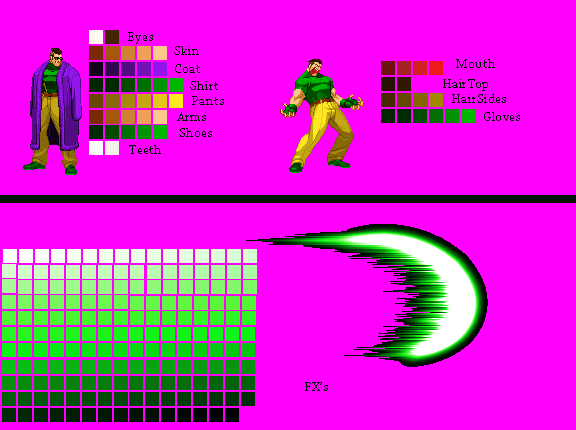 Eyes
Skin
Coat
Shirt
Pants
Arms
Shoes
Teeth
Mouth
Hair Top
HairSides
Gloves
FX's